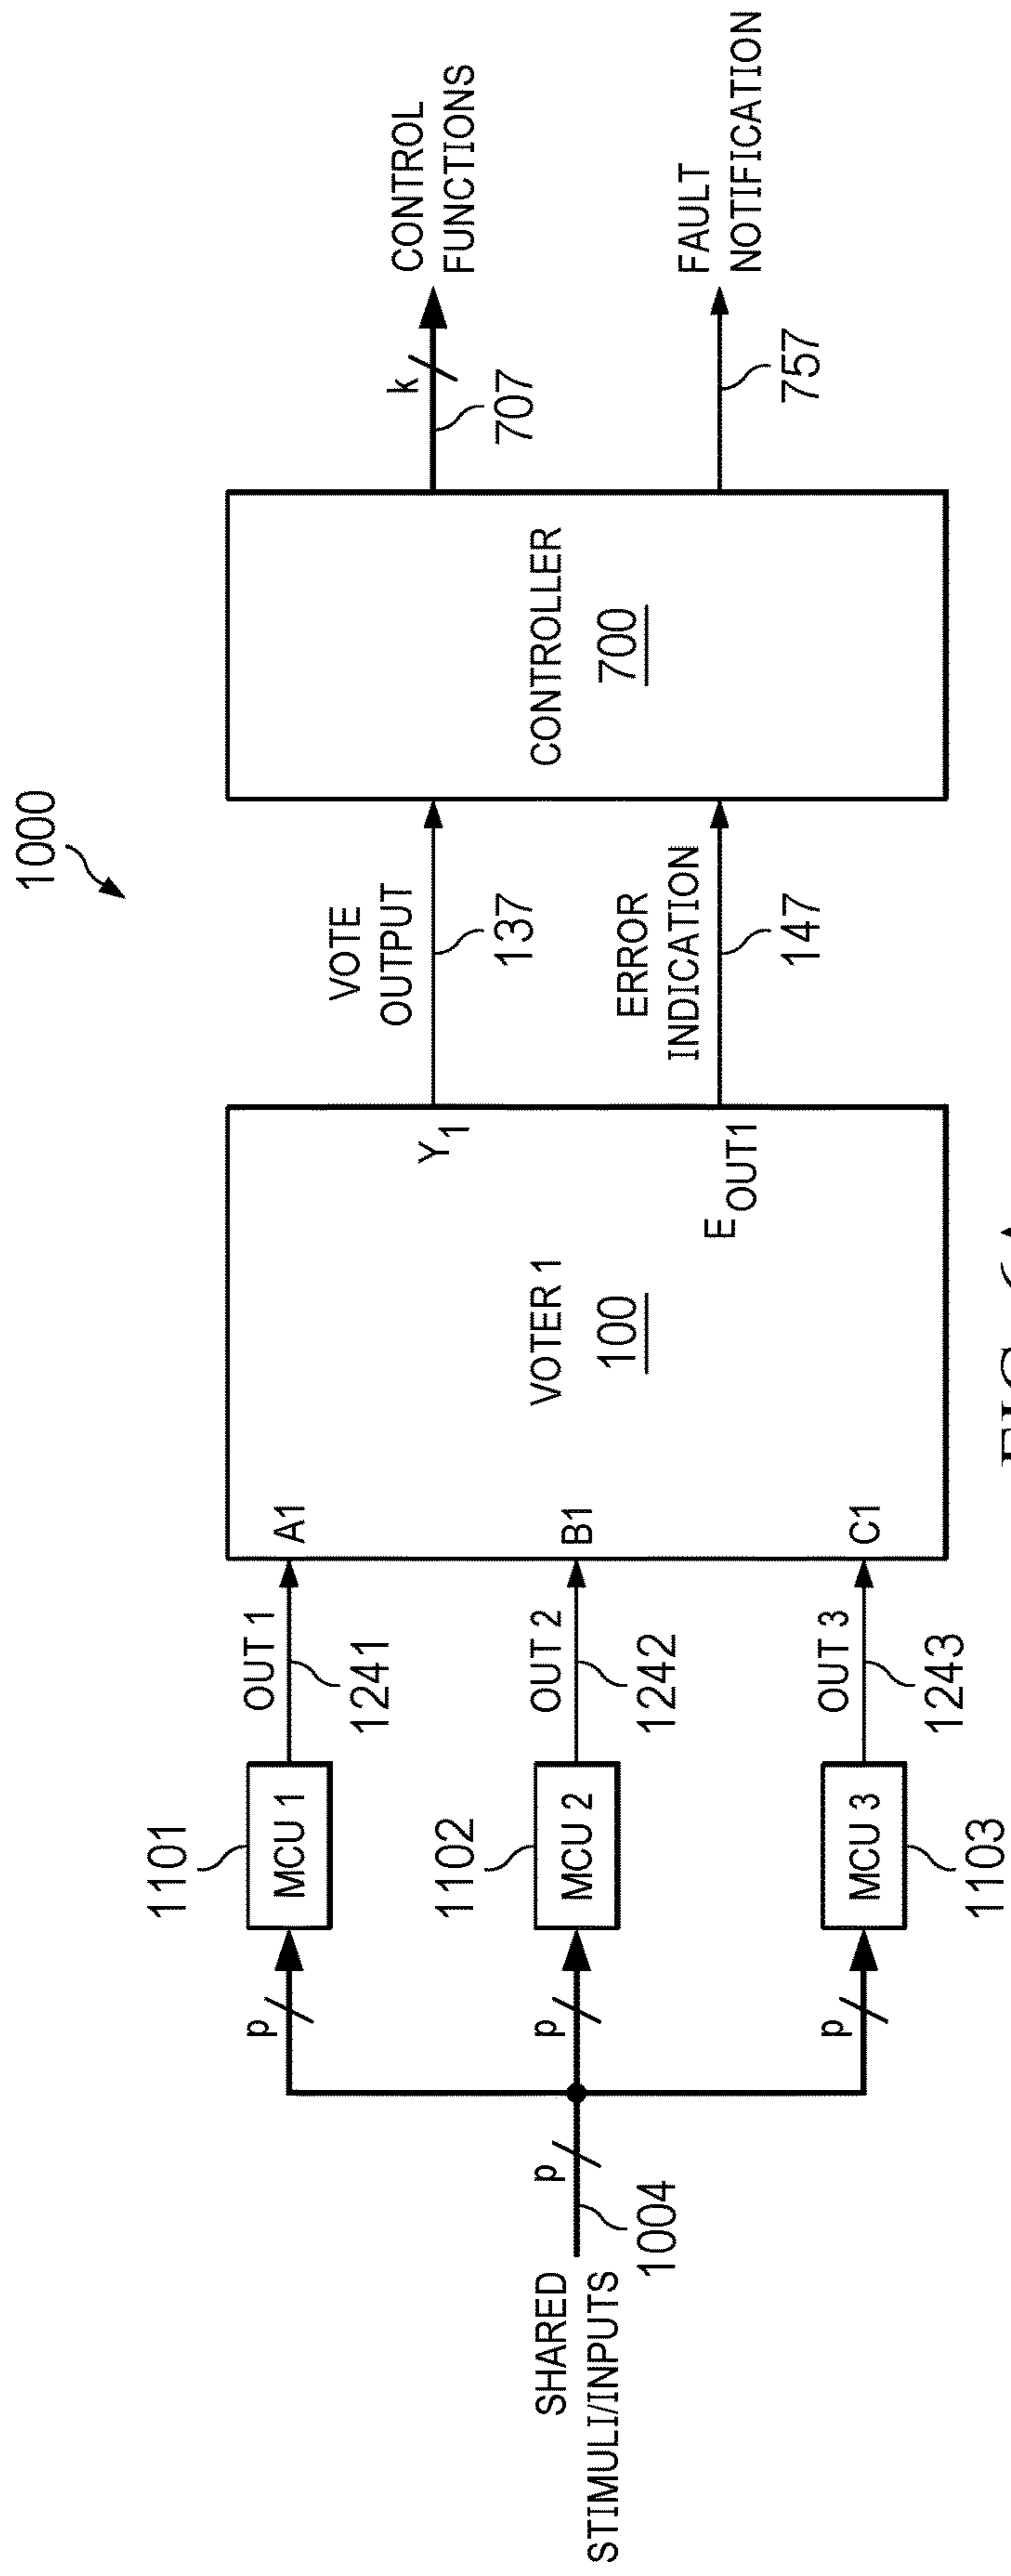 1000
SHARED
STIMULI/INPUTS
1004
p
p
p
p
1101
MCU 1
1102
MCU 2
1103
MCU 3
OUT 1
1241
OUT 2
1242
OUT 3
1243
A1
B1
C1
VOTER 1
100
Y1
EOUT1
VOTE
OUTPUT
137
ERROR
INDICATION
147
CONTROLLER
700
k
707
CONTROL
FUNCTIONS
757
FAULT
NOTIFICATION